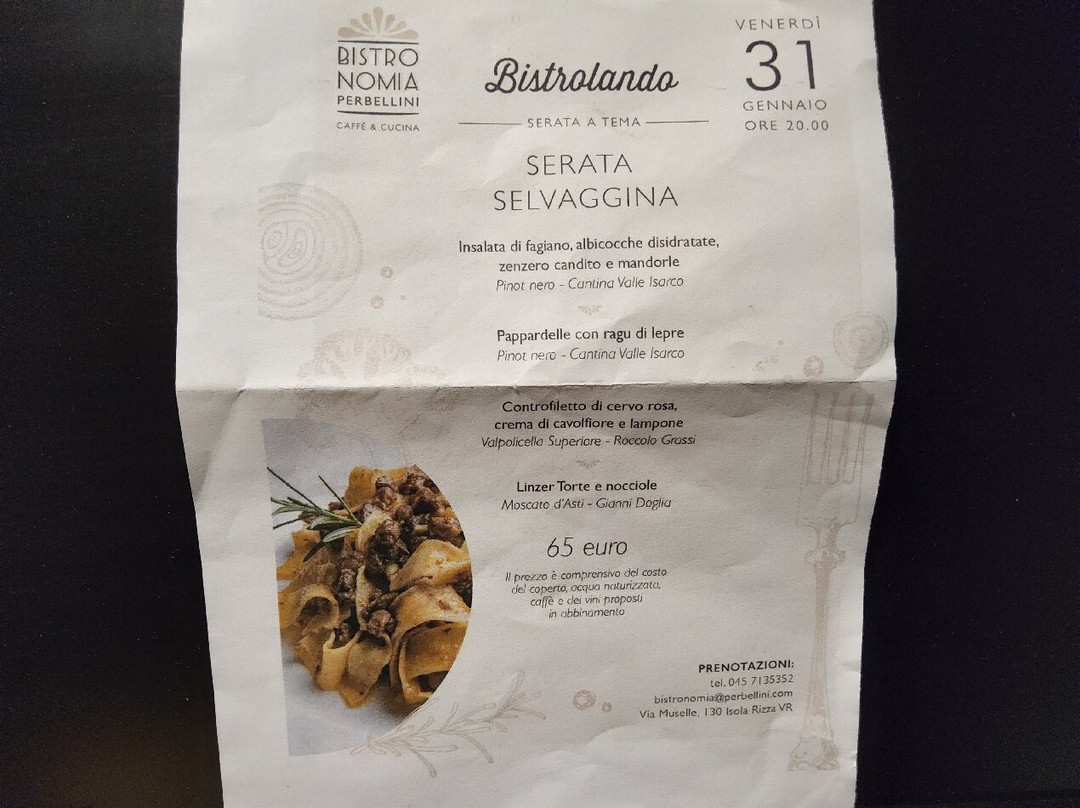 BISTRO
NOMIA
PERBELLINI
CAFFÈ & CUCINA
Bistrolando
SERATA A TEMA
VENERDÌ
31
GENNAIO
ORE 20.00
SERATA
SELVAGGINA
Insalata di fagiano, albicocche disidratate,
zenzero candito e mandorle
Pinot nero - Cantina Valle Isarco
Pappardelle con ragu di lepre
Pinot nero - Cantina Valle Isarco
Controfiletto di cervo rosa,
crema di cavolfiore e lampone
Valpolicella Superiore - Roccolo Grassi
Linzer Torte e nocciole
Moscato d'Asti - Gianni Doglia
65 euro
Il prezzo è comprensivo del costo
del coperto, acqua naturizzata,
caffè e dei vini proposti
in abbinamento
PRENOTAZIONI:
tel. 045 7135352
bistronomia@perbellini.com
Via Muselle, 130 Isola Rizza VR